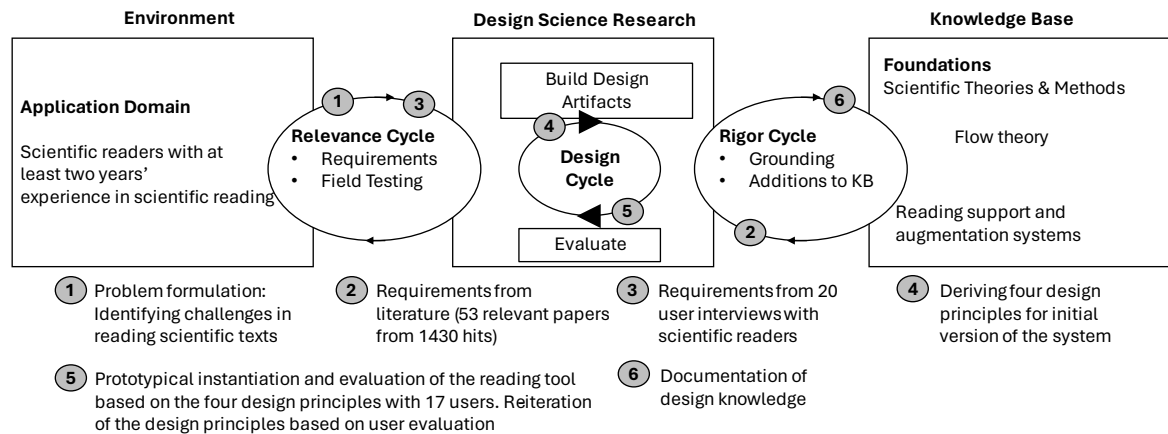 Environment
Design Science Research
Knowledge Base
Application Domain
Scientific readers with at
least two years’
experience in scientific reading
1
3
Relevance Cycle
• Requirements
• Field Testing
Build Design
Artifacts
4
Design
Cycle
5
Evaluate
6
Rigor Cycle
• Grounding
• Additions to KB
2
Foundations
Scientific Theories & Methods
Flow theory
Reading support and
augmentation systems
1 Problem formulation:
Identifying challenges in
reading scientific texts
2 Requirements from
literature (53 relevant papers
from 1430 hits)
3 Requirements from 20
user interviews with
scientific readers
4 Deriving four design
principles for initial
version of the system
5 Prototypical instantiation and evaluation of the reading tool
based on the four design principles with 17 users. Reiteration
of the design principles based on user evaluation
6 Documentation of
design knowledge